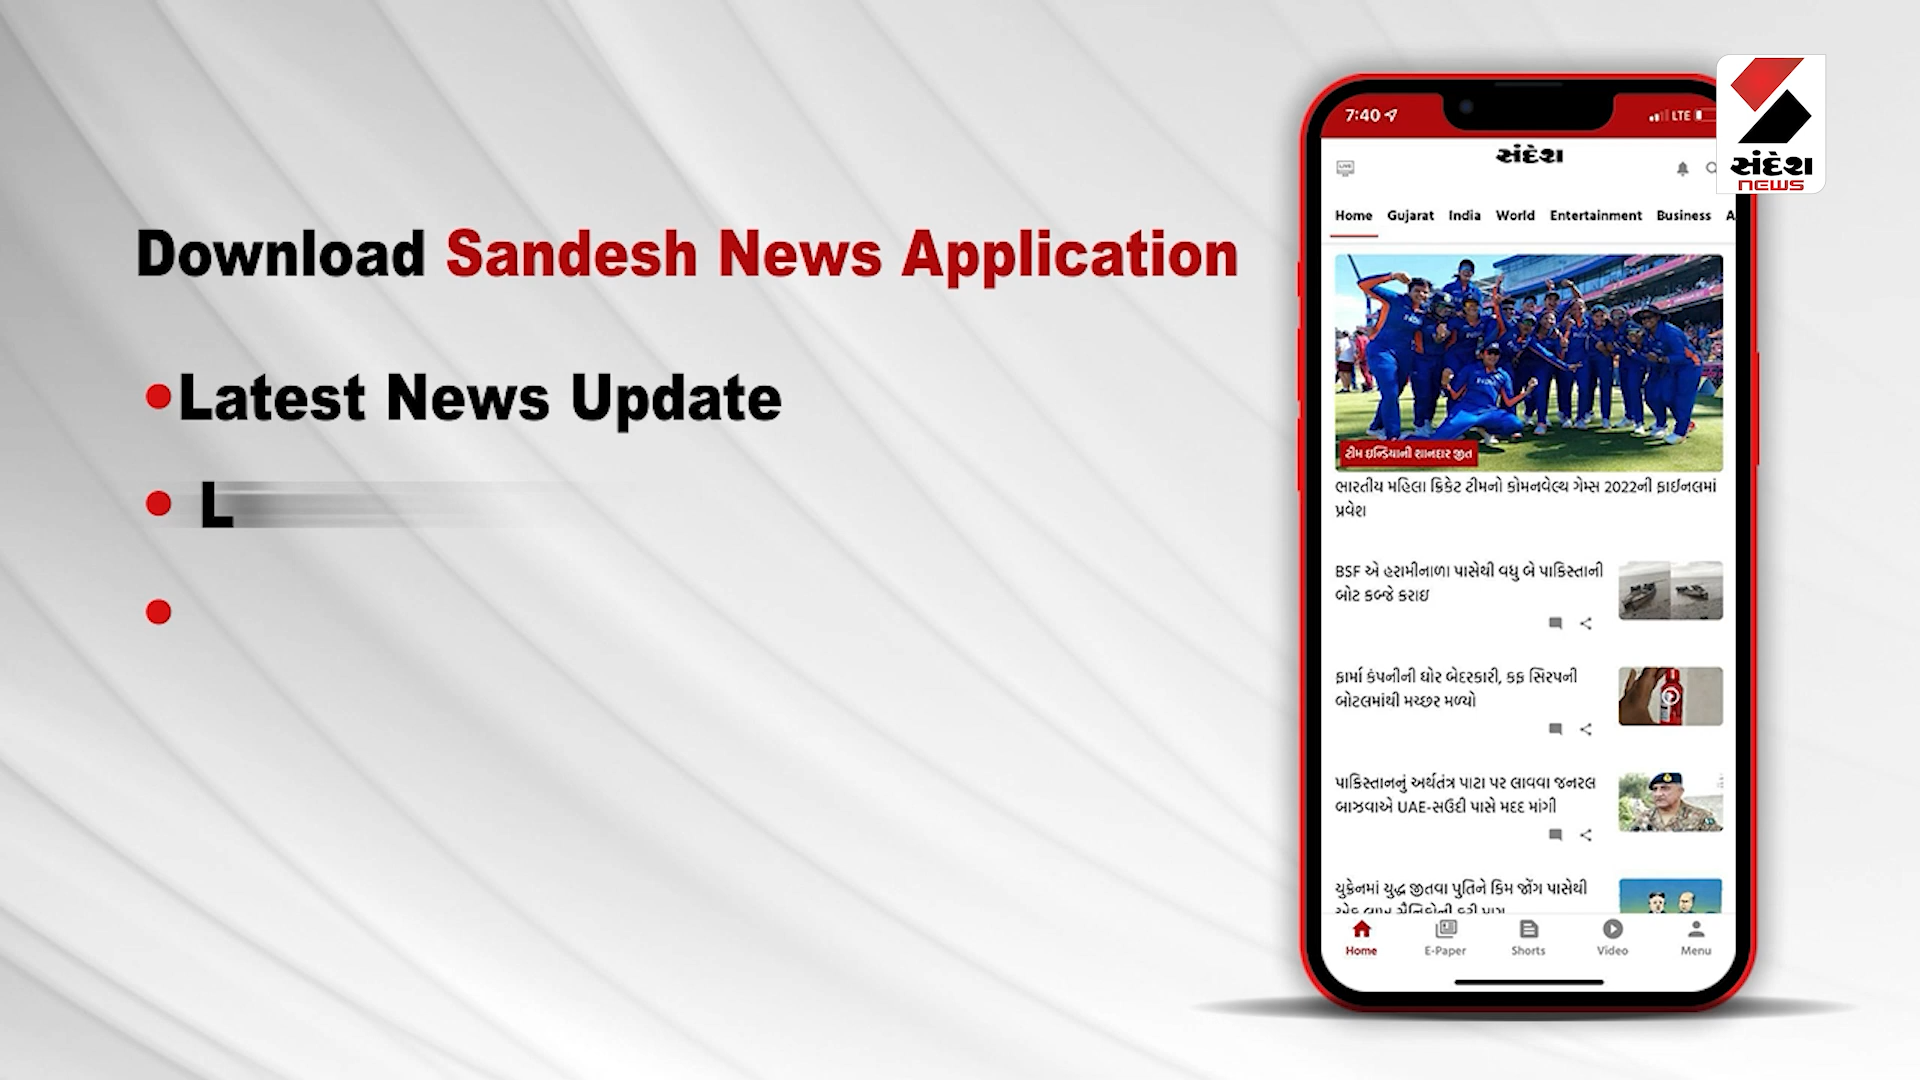 Download Sandesh News Application
•Latest News Update
• L
•
7:40
LTE
સંદેશ
સંદેશ
NEWS
Home Gujarat India World Entertainment Business A
ટીમ ઇન્ડિયાની શાનદાર જીત
ભારતીય મહિલા ક્રિકેટ ટીમનો કોમનવેલ્થ ગેમ્સ 2022ની ફાઈનલમાં
પ્રવેશ
BSF એ હરામીનાળા પાસેથી વધુ બે પાકિસ્તાની
બોટ કબ્જે કરાઇ
ફાર્મા કંપનીની ઘોર બેદરકારી, કફ સિરપની
બોટલમાંથી મચ્છર મળ્યો
પાકિસ્તાનનું અર્થતંત્ર પાટા પર લાવવા જનરલ
બાઝવાએ UAE-સઉદી પાસે મદદ માંગી
યુક્રેનમાં યુદ્ધ જીતવા પુતિને કિમ જોંગ પાસેથી
Home E-Paper Shorts Video Menu